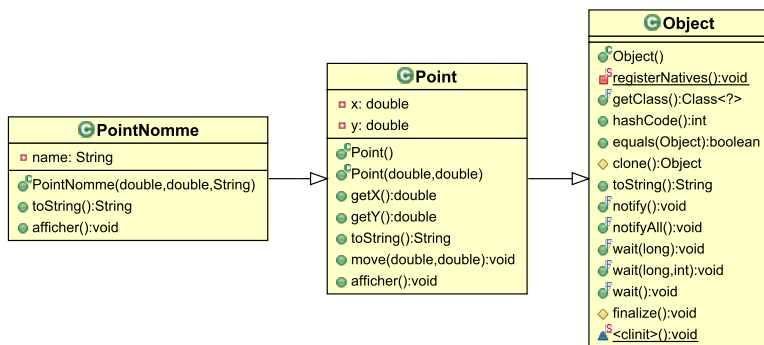 PointNomme
name: String
PointNomme(double,double,String)
toString():String
afficher():void
Point
x: double
y: double
Point()
Point(double,double)
getX():double
getY():double
toString():String
move(double,double):void
afficher():void
Object
Object()
registerNatives():void
getClass():Class<?>
hashCode():int
equals(Object):boolean
clone():Object
toString():String
notify():void
notifyAll():void
wait(long):void
wait(long,int):void
wait():void
finalize():void
<clinit>():void